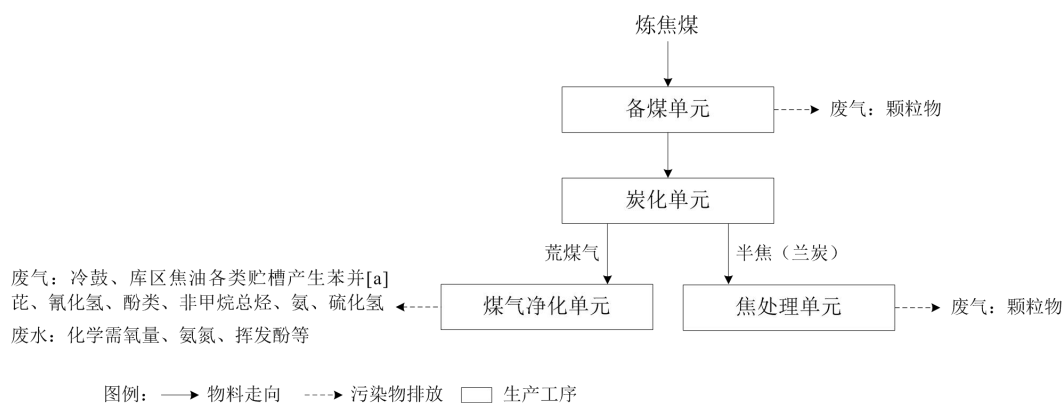 炼焦煤
备煤单元
废气：颗粒物
炭化单元
荒煤气
半焦（兰炭）
废气：冷鼓、库区焦油各类贮槽产生苯并[a]
芘、氰化氢、酚类、非甲烷总烃、氨、硫化氢
废水：化学需氧量、氨氮、挥发酚等
煤气净化单元
焦处理单元
废气：颗粒物
图例：
物料走向
污染物排放
生产工序